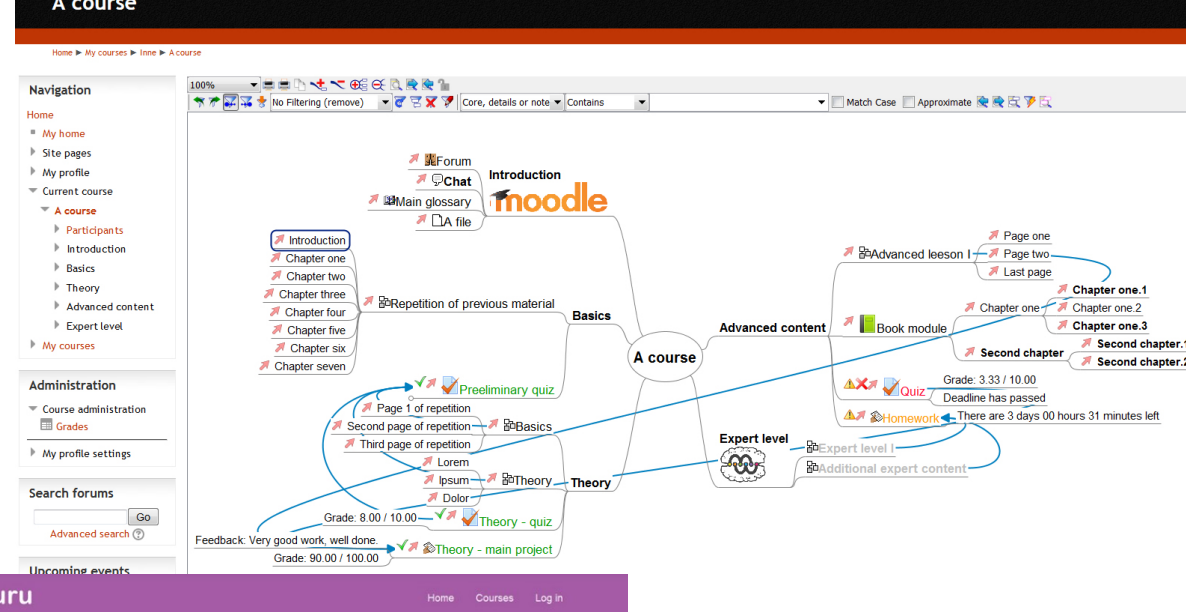 A course
Home ► My courses ► Inne ► A course
Navigation
Home
My home
Site pages
My profile
Current course
A course
Participants
Introduction
Basics
Theory
Advanced content
Expert level
My courses
Administration
Course administration
Grades
My profile settings
Search forums
Go
Advanced search
Upcoming events
100%
No Filtering (remove)
Core, details or note
Contains
Match Case
Approximate
Forum
Chat
Main glossary
A file
Introduction
moodle
Introduction
Chapter one
Chapter two
Chapter three
Chapter four
Chapter five
Chapter six
Chapter seven
Repetition of previous material
Basics
Preeliminary quiz
Page 1 of repetition
Second page of repetition
Third page of repetition
Basics
Lorem
Ipsum
Dolor
Theory
Theory
Grade: 8.00 / 10.00
Theory - quiz
Feedback: Very good work, well done.
Grade: 90.00 / 100.00
Theory - main project
A course
Advanced content
Advanced leeson I
Page one
Page two
Last page
Book module
Chapter one
Chapter one.1
Chapter one.2
Chapter one.3
Second chapter
Second chapter.1
Second chapter.2
Quiz
Grade: 3.33 / 10.00
Deadline has passed
Homework
There are 3 days 00 hours 31 minutes left
Expert level
Expert level I
Additional expert content
Home
Courses
Log in